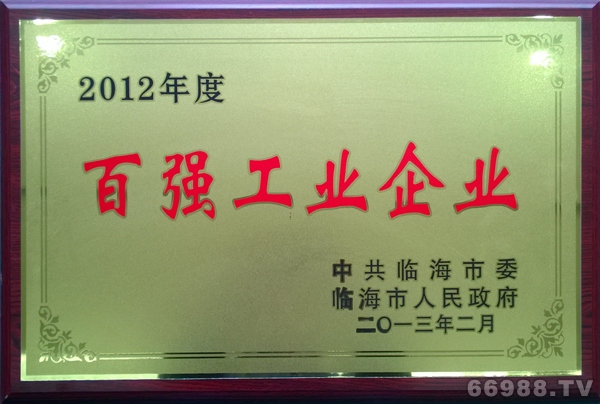 2012年度
百强工业企业
中共临海市委
临海市人民政府
二〇一三年二月
66988.TV